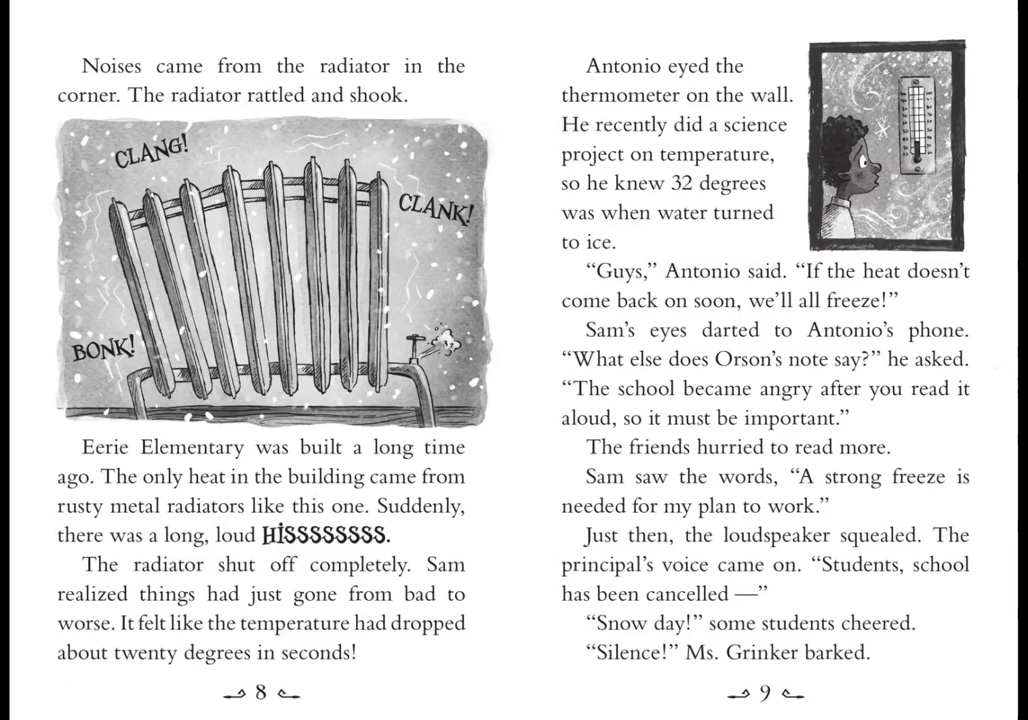 Noises came from the radiator in the
corner. The radiator rattled and shook.
CLANG!
CLANK!
BONK!
Eerie Elementary was built a long time
ago. The only heat in the building came from
rusty metal radiators like this one. Suddenly,
there was a long, loud HISSSSSSSS.
The radiator shut off completely. Sam
realized things had just gone from bad to
worse. It felt like the temperature had dropped
about twenty degrees in seconds!
8
Antonio eyed the
thermometer on the wall.
He recently did a science
project on temperature,
so he knew 32 degrees
was when water turned
to ice.
“Guys,” Antonio said. “If the heat doesn’t
come back on soon, we’ll all freeze!”
Sam’s eyes darted to Antonio’s phone.
“What else does Orson’s note say?” he asked.
“The school became angry after you read it
aloud, so it must be important.”
The friends hurried to read more.
Sam saw the words, “A strong freeze is
needed for my plan to work.”
Just then, the loudspeaker squealed. The
principal’s voice came on. “Students, school
has been cancelled —”
“Snow day!” some students cheered.
“Silence!” Ms. Grinker barked.
9